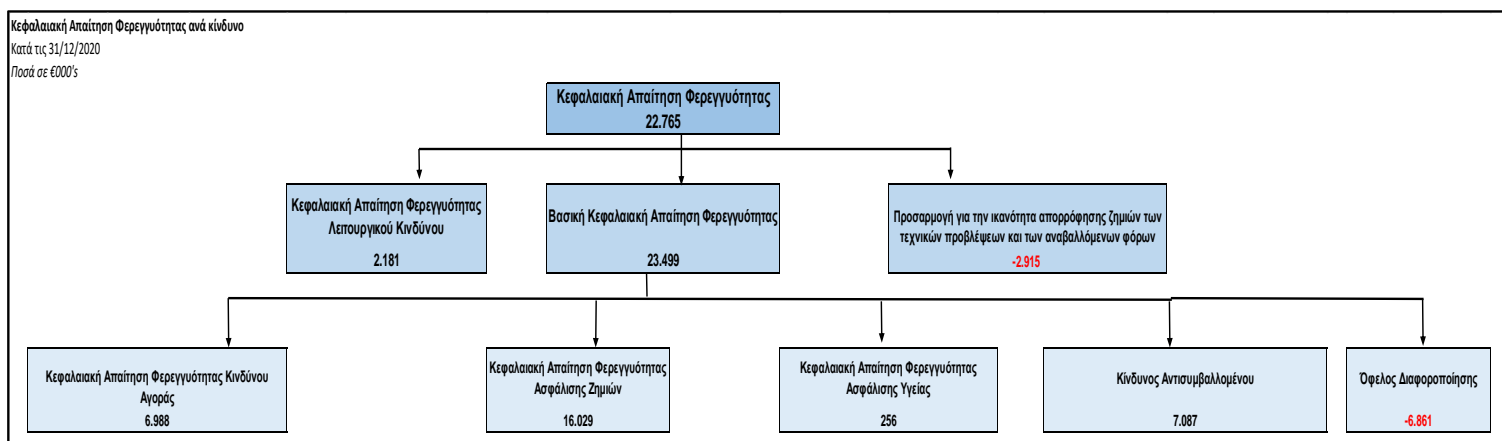 Κεφαλαιακή Απαίτηση Φερεγγυότητας ανά κίνδυνο
Κατά τις 31/12/2020
Ποσά σε €000's
Κεφαλαιακή Απαίτηση Φερεγγυότητας
22.765
Κεφαλαιακή Απαίτηση Φερεγγυότητας
Λειτουργικού Κινδύνου
2.181
Βασική Κεφαλαιακή Απαίτηση Φερεγγυότητας
23.499
Προσαρμογή για την ικανότητα απορρόφησης ζημιών των
τεχνικών προβλέψεων και των αναβαλλόμενων φόρων
-2.915
Κεφαλαιακή Απαίτηση Φερεγγυότητας Κινδύνου
Αγοράς
6.988
Κεφαλαιακή Απαίτηση Φερεγγυότητας
Ασφάλισης Ζημιών
16.029
Κεφαλαιακή Απαίτηση Φερεγγυότητας
Ασφάλισης Υγείας
256
Κίνδυνος Αντισυμβαλλομένου
7.087
Όφελος Διαφοροποίησης
-6.861